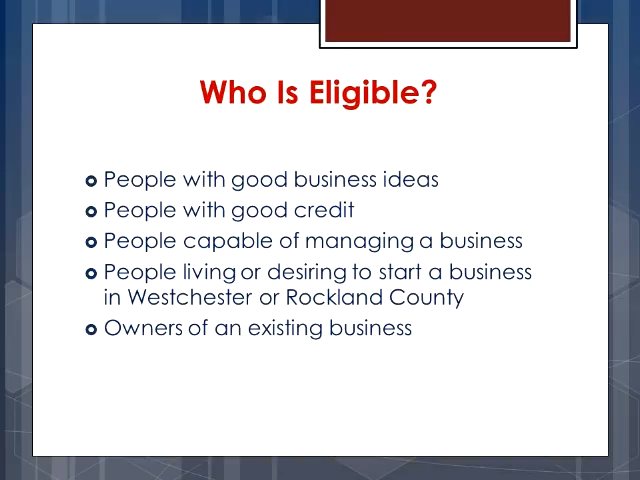 Who Is Eligible?
People with good business ideas
People with good credit
People capable of managing a business
People living or desiring to start a business
in Westchester or Rockland County
Owners of an existing business